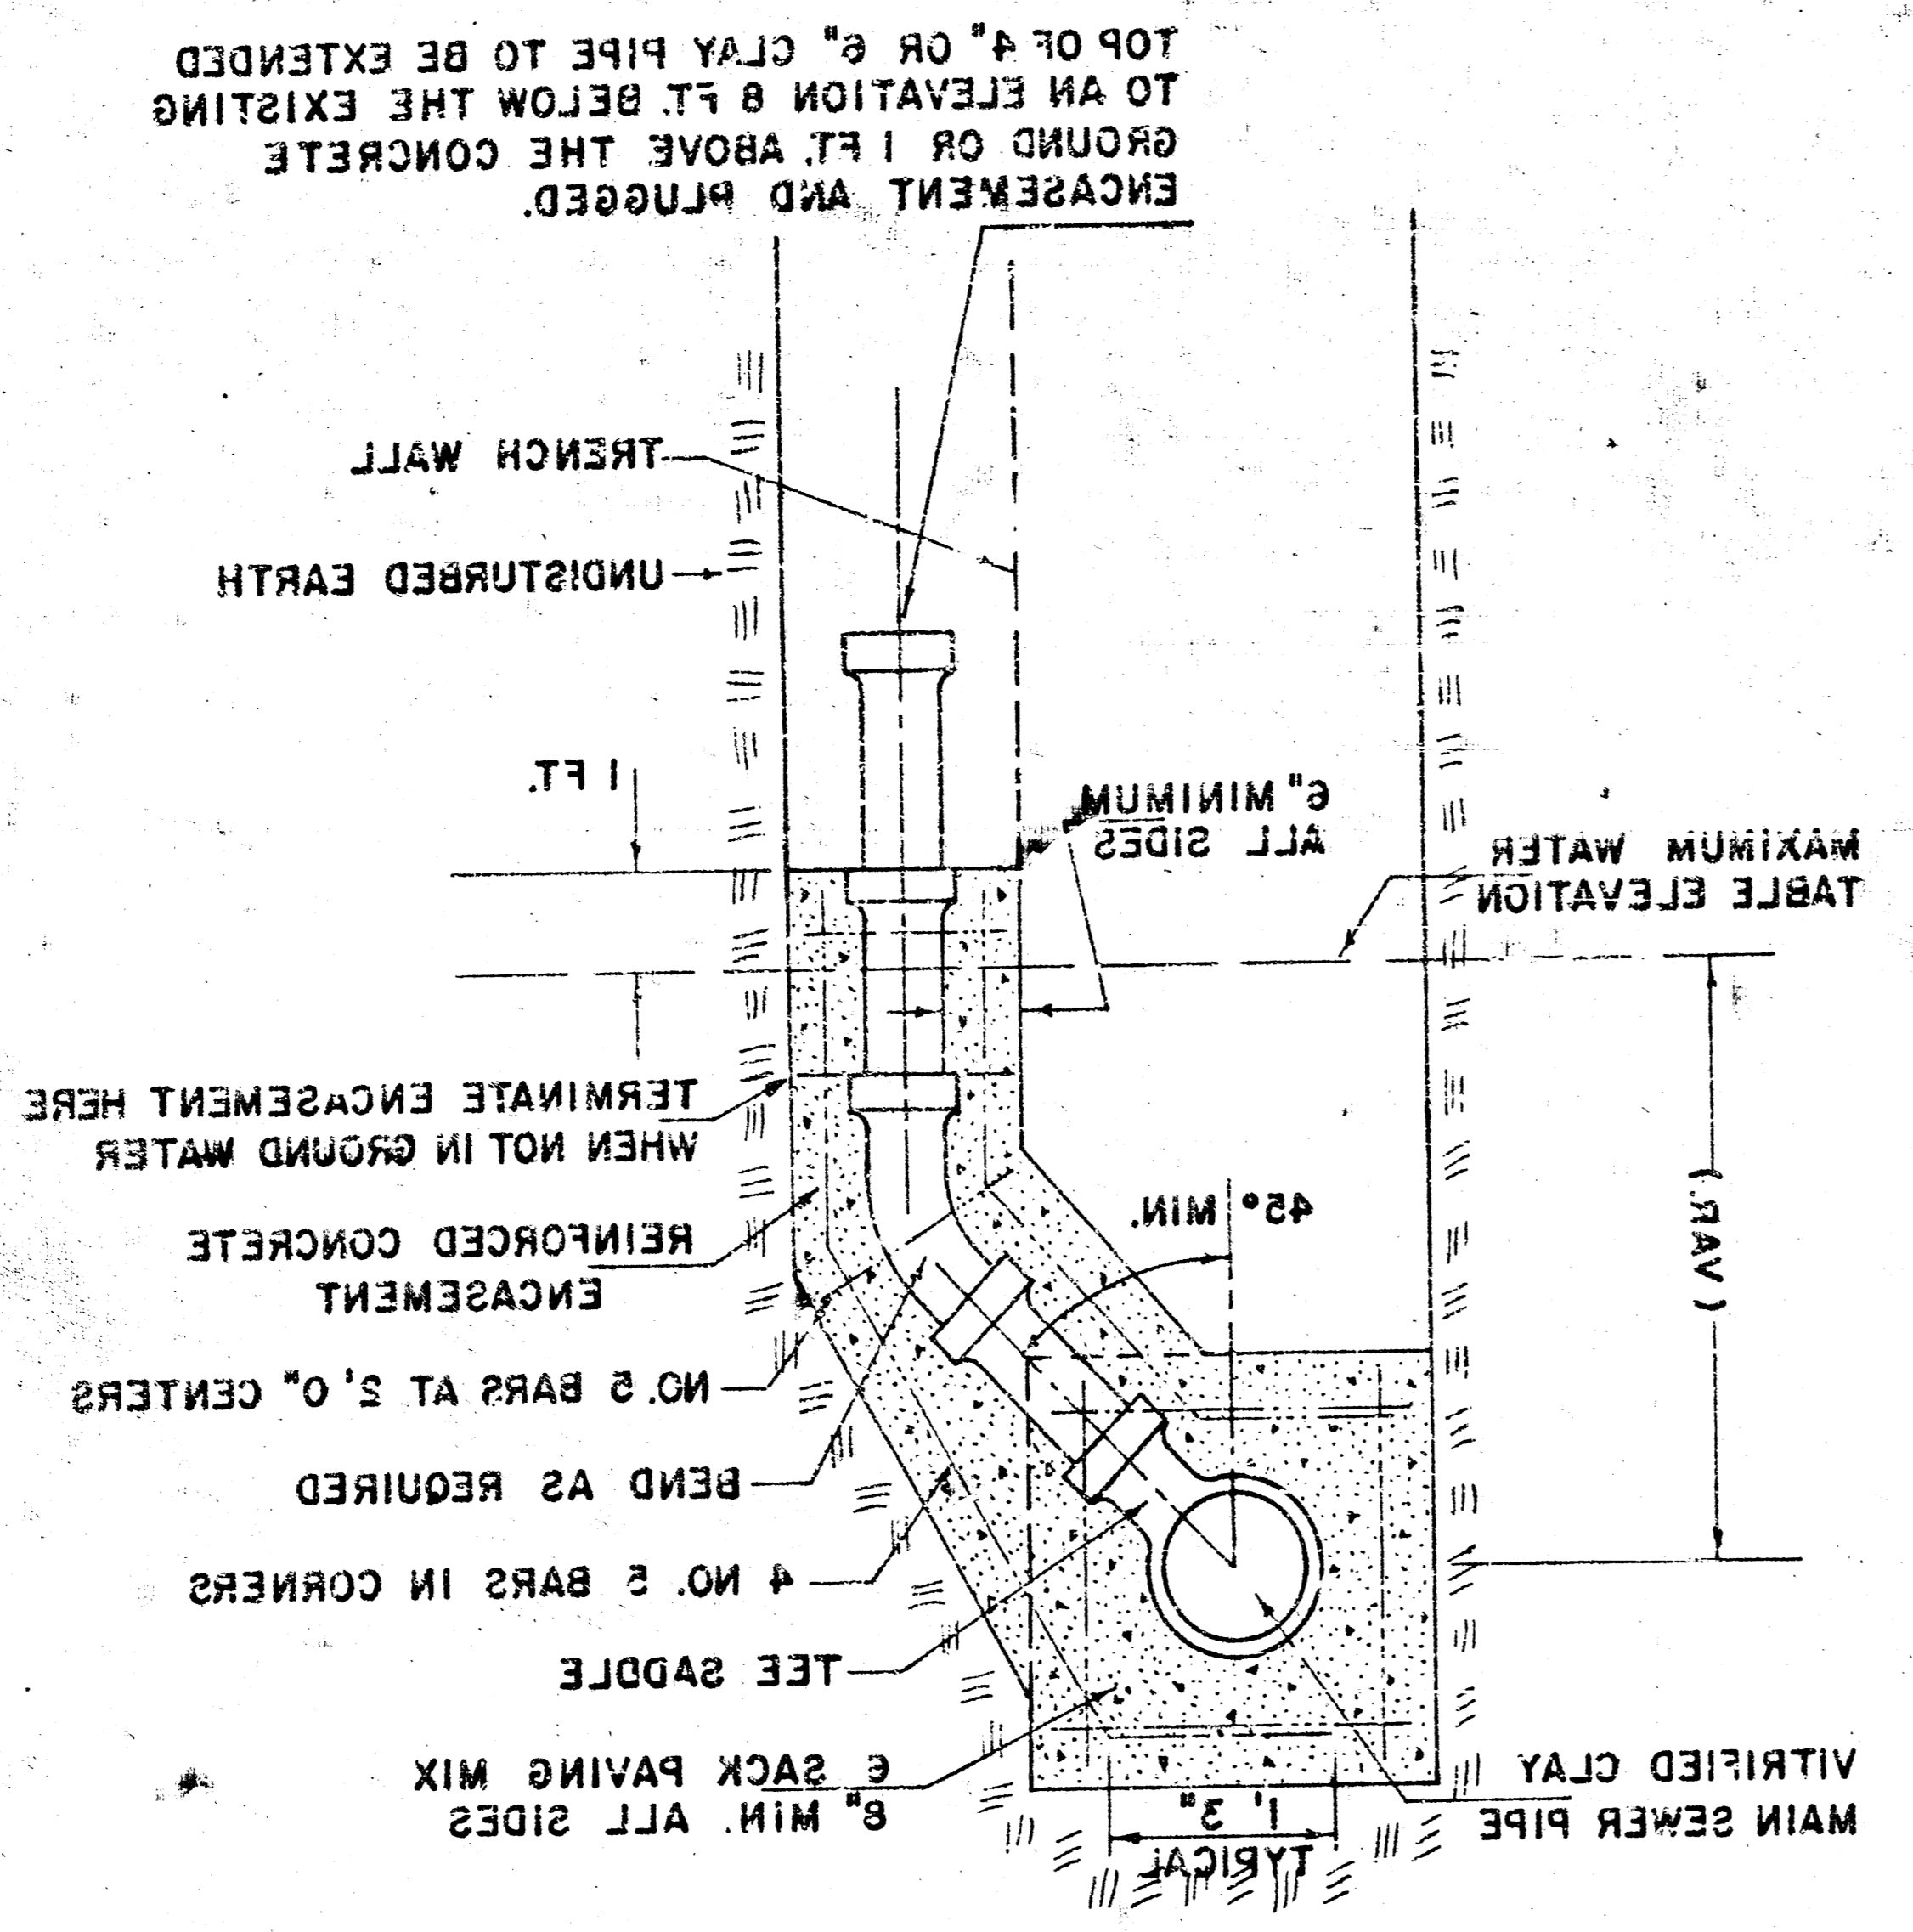 TOP OF 4" OR 6" CLAY PIPE TO BE EXTENDED
TO AN ELEVATION 8 FT. BELOW THE EXISTING
GROUND OR 1 FT. ABOVE THE CONCRETE
ENCASEMENT AND PLUGGED.
TRENCH WALL
UNDISTURBED EARTH
1 FT.
6" MINIMUM
ALL SIDES
MAXIMUM WATER
TABLE ELEVATION
TERMINATE ENCASEMENT HERE
WHEN NOT IN GROUND WATER
45° MIN.
(VAR.)
REINFORCED CONCRETE
ENCASEMENT
NO. 5 BARS AT 2' 0" CENTERS
BEND AS REQUIRED
4 NO. 5 BARS IN CORNERS
TEE SADDLE
6 SACK PAVING MIX
8" MIN. ALL SIDES
VITRIFIED CLAY
MAIN SEWER PIPE
1' 3"
TYPICAL